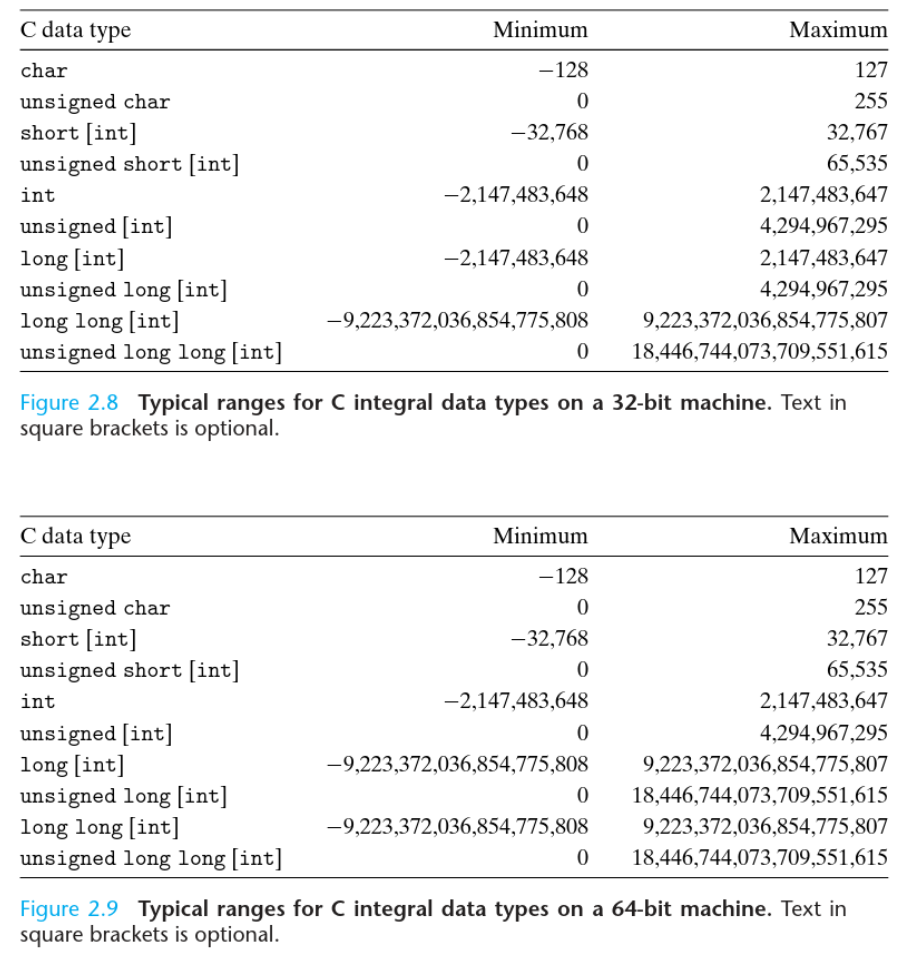 C data type Minimum Maximum
char −128 127
unsigned char 0 255
short [int] −32,768 32,767
unsigned short [int] 0 65,535
int −2,147,483,648 2,147,483,647
unsigned [int] 0 4,294,967,295
long [int] −2,147,483,648 2,147,483,647
unsigned long [int] 0 4,294,967,295
long long [int] −9,223,372,036,854,775,808 9,223,372,036,854,775,807
unsigned long long [int] 0 18,446,744,073,709,551,615
Figure 2.8 Typical ranges for C integral data types on a 32-bit machine. Text in
square brackets is optional.
C data type Minimum Maximum
char −128 127
unsigned char 0 255
short [int] −32,768 32,767
unsigned short [int] 0 65,535
int −2,147,483,648 2,147,483,647
unsigned [int] 0 4,294,967,295
long [int] −9,223,372,036,854,775,808 9,223,372,036,854,775,807
unsigned long [int] 0 18,446,744,073,709,551,615
long long [int] −9,223,372,036,854,775,808 9,223,372,036,854,775,807
unsigned long long [int] 0 18,446,744,073,709,551,615
Figure 2.9 Typical ranges for C integral data types on a 64-bit machine. Text in
square brackets is optional.